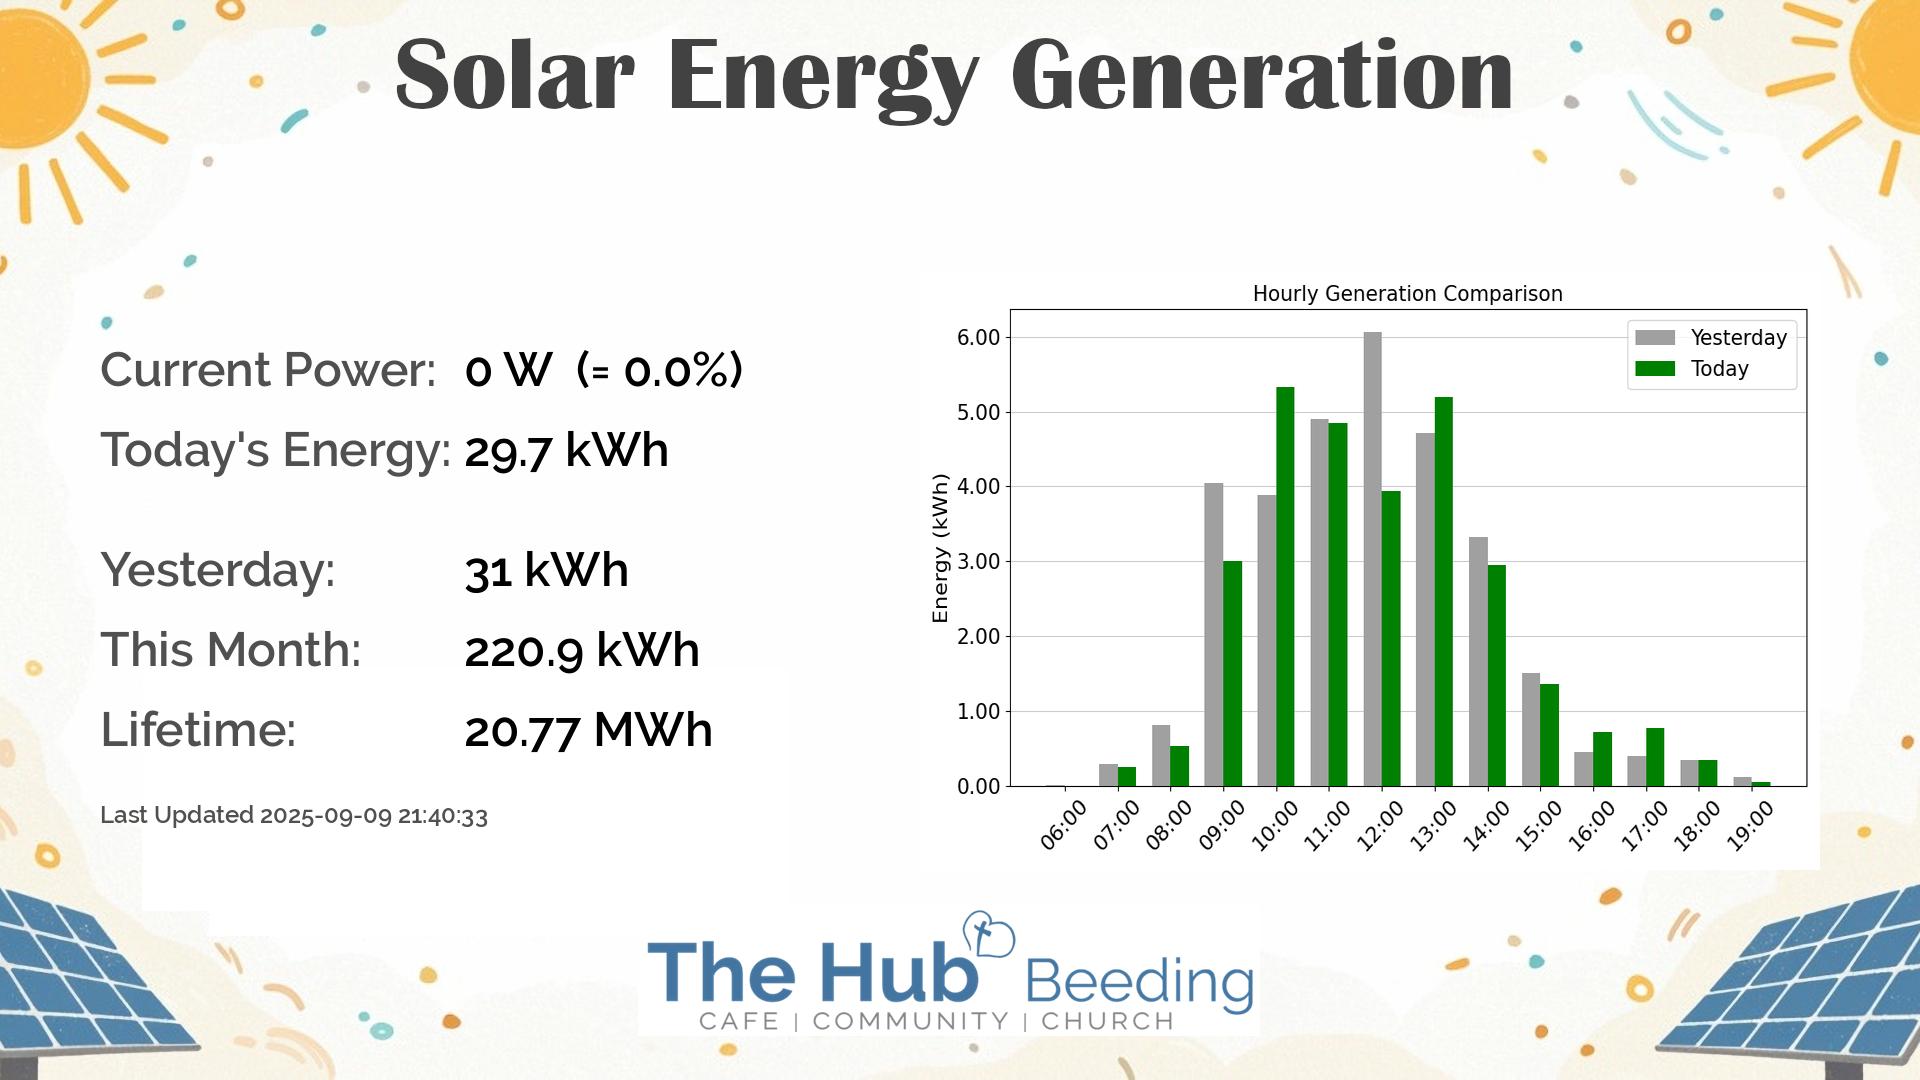 Solar Energy Generation
Current Power: 0 W (= 0.0%)
Today's Energy: 29.7 kWh
Yesterday: 31 kWh
This Month: 220.9 kWh
Lifetime: 20.77 MWh
Last Updated 2025-09-09 21:40:33
Hourly Generation Comparison
Yesterday
Today
Energy (kWh)
6.00
5.00
4.00
3.00
2.00
1.00
0.00
06:00 07:00 08:00 09:00 10:00 11:00 12:00 13:00 14:00 15:00 16:00 17:00 18:00 19:00
The Hub Beeding
CAFE | COMMUNITY | CHURCH